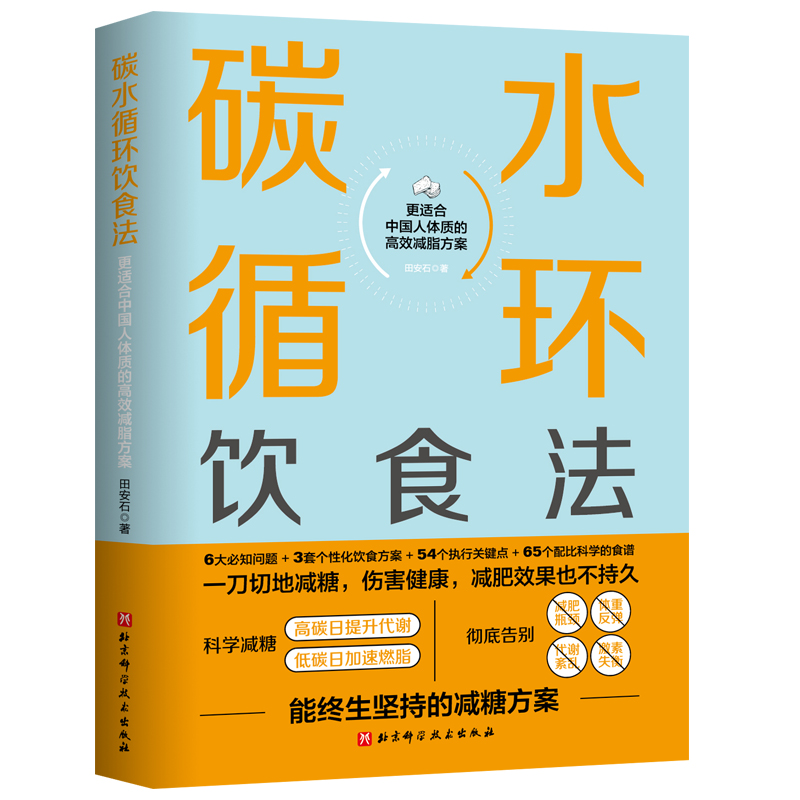 碳水循环饮食法
更适合中国人体质的高效减脂方案
田安石◎著
北京科学技术出版社
碳 水
循 环
更适合
中国人体质的
高效减脂方案
田安石◎著
饮 食 法
6大必知问题 + 3套个性化饮食方案 + 54个执行关键点 + 65个配比科学的食谱
一刀切地减糖，伤害健康，减肥效果也不持久
科学减糖
高碳日提升代谢
低碳日加速燃脂
彻底告别
减肥
瓶颈
体重
反弹
代谢
紊乱
激素
失衡
能终生坚持的减糖方案
北京科学技术出版社